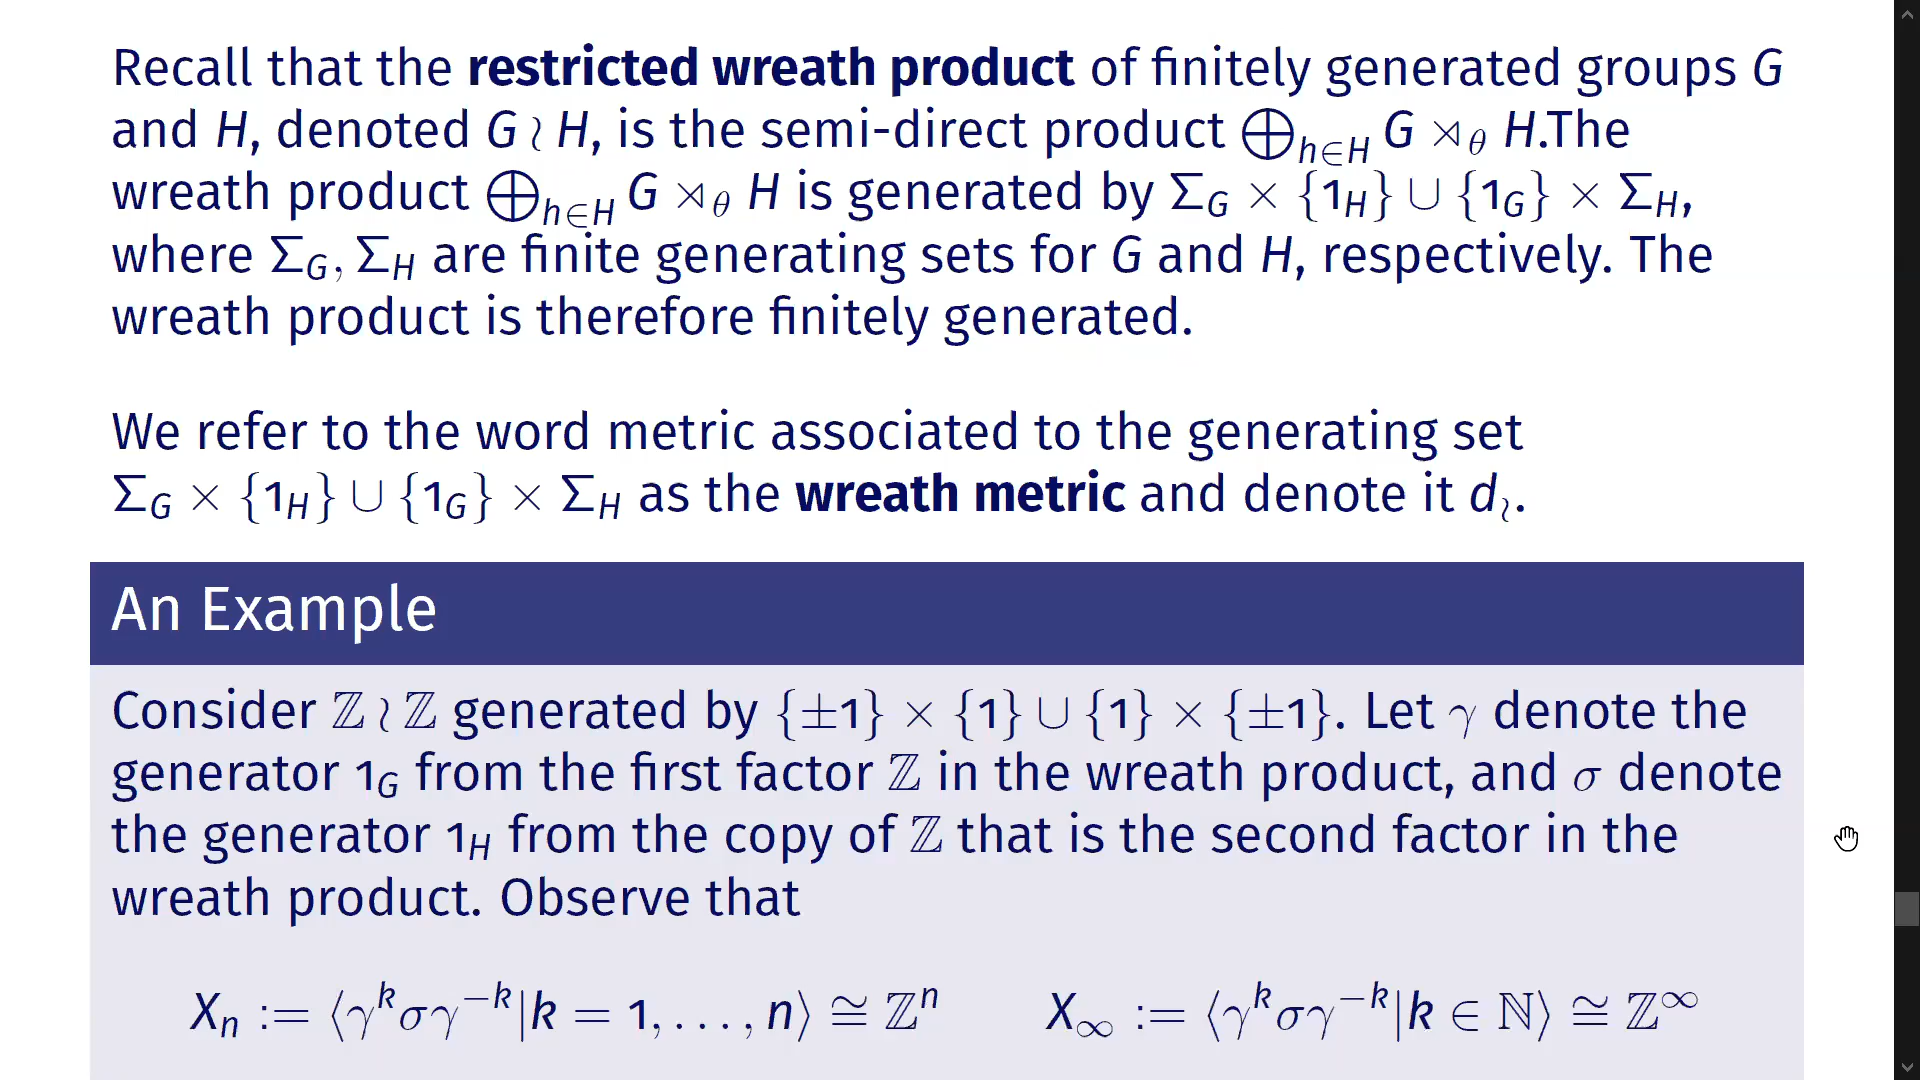 Recall that the restricted wreath product of finitely generated groups G
and H, denoted G ≀ H, is the semi-direct product ⊕_{h∈H} G ⋊_θ H.The
wreath product ⊕_{h∈H} G ⋊_θ H is generated by Σ_G × {1_H} ∪ {1_G} × Σ_H,
where Σ_G, Σ_H are finite generating sets for G and H, respectively. The
wreath product is therefore finitely generated.
We refer to the word metric associated to the generating set
Σ_G × {1_H} ∪ {1_G} × Σ_H as the wreath metric and denote it d_≀.
An Example
Consider ℤ ≀ ℤ generated by {±1} × {1} ∪ {1} × {±1}. Let γ denote the
generator 1_G from the first factor ℤ in the wreath product, and σ denote
the generator 1_H from the copy of ℤ that is the second factor in the
wreath product. Observe that
X_n := ⟨γ^k σγ^{−k}|k = 1, . . . , n⟩ ≅ ℤ^n X_∞ := ⟨γ^k σγ^{−k}|k ∈ ℕ⟩ ≅ ℤ^∞